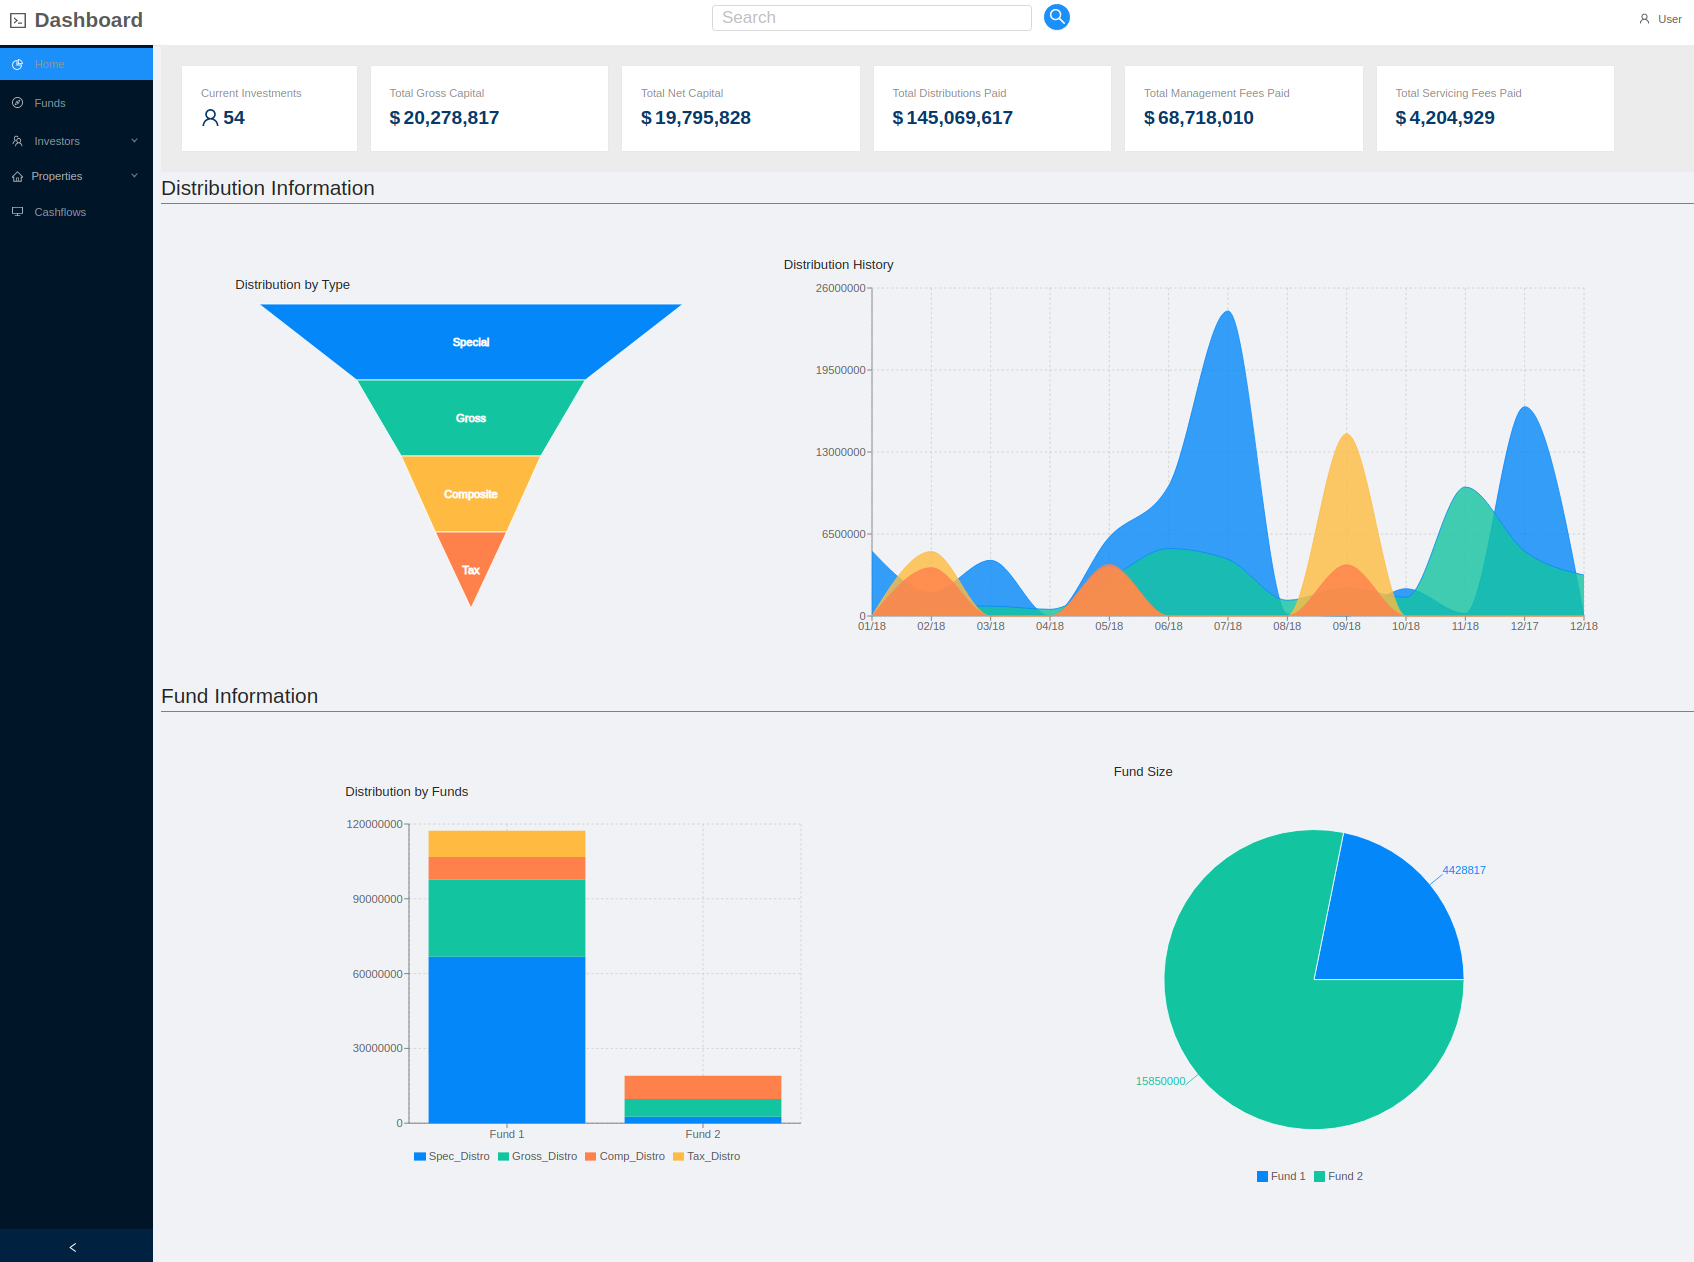 Dashboard
Search
User
Home
Funds
Investors
Properties
Cashflows
Current Investments
54
Total Gross Capital
$ 20,278,817
Total Net Capital
$ 19,795,828
Total Distributions Paid
$ 145,069,617
Total Management Fees Paid
$ 68,718,010
Total Servicing Fees Paid
$ 4,204,929
Distribution Information
Distribution by Type
Special
Gross
Composite
Tax
Distribution History
26000000
19500000
13000000
6500000
0
01/18 02/18 03/18 04/18 05/18 06/18 07/18 08/18 09/18 10/18 11/18 12/17 12/18
Fund Information
Distribution by Funds
120000000
90000000
60000000
30000000
0
Fund 1 Fund 2
Spec_Distro Gross_Distro Comp_Distro Tax_Distro
Fund Size
4428817
15850000
Fund 1 Fund 2